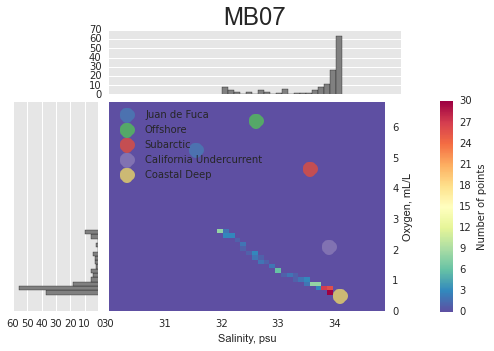 MB07
70
60
50
40
30
20
10
0
Juan de Fuca
Offshore
Subarctic
California Undercurrent
Coastal Deep
6
5
4
3
2
1
0
Oxygen, mL/L
30
27
24
21
18
15
12
9
6
3
0
Number of points
60 50 40 30 20 10 0
30 31 32 33 34
Salinity, psu